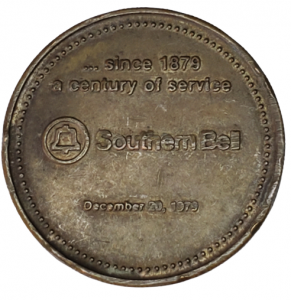 ... since 1879
a century of service
Southern Bell
December 20, 1979